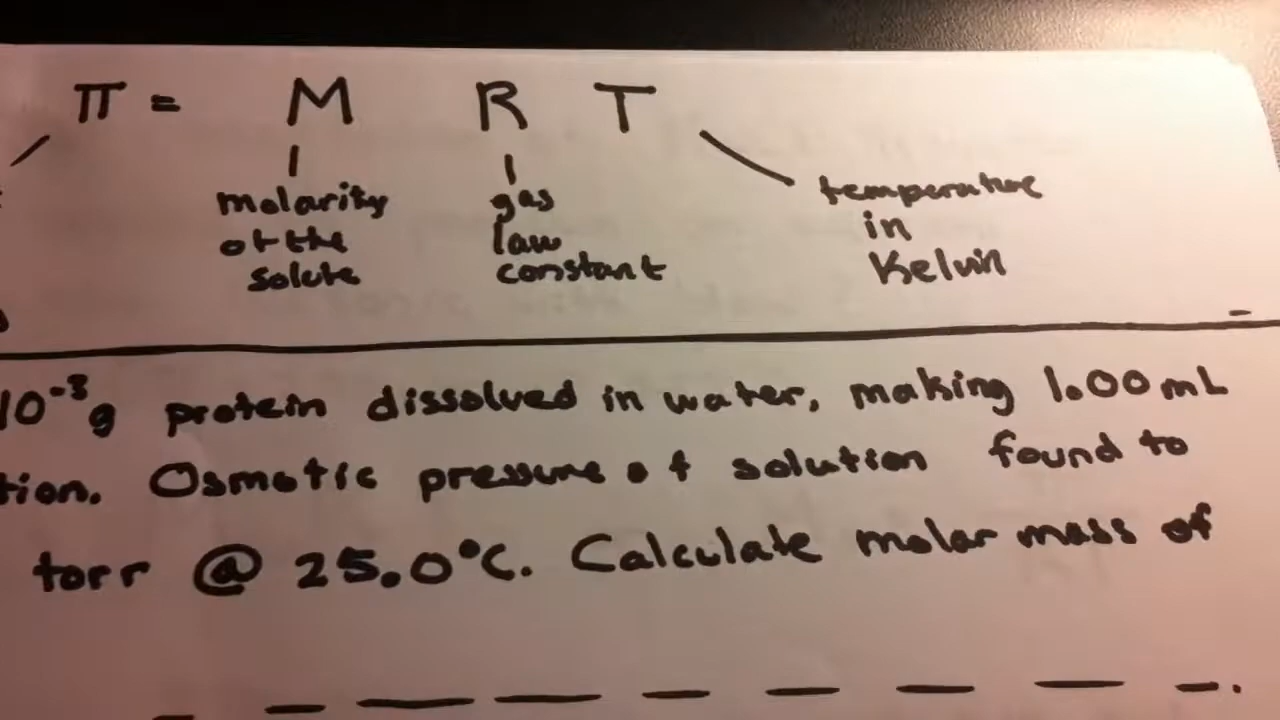 π = M R T
molarity of the solute
gas law constant
temperature in Kelvin
10⁻³g protein dissolved in water, making 1.00 mL
tion. Osmotic pressure of solution found to
torr @ 25.0°C. Calculate molar mass of